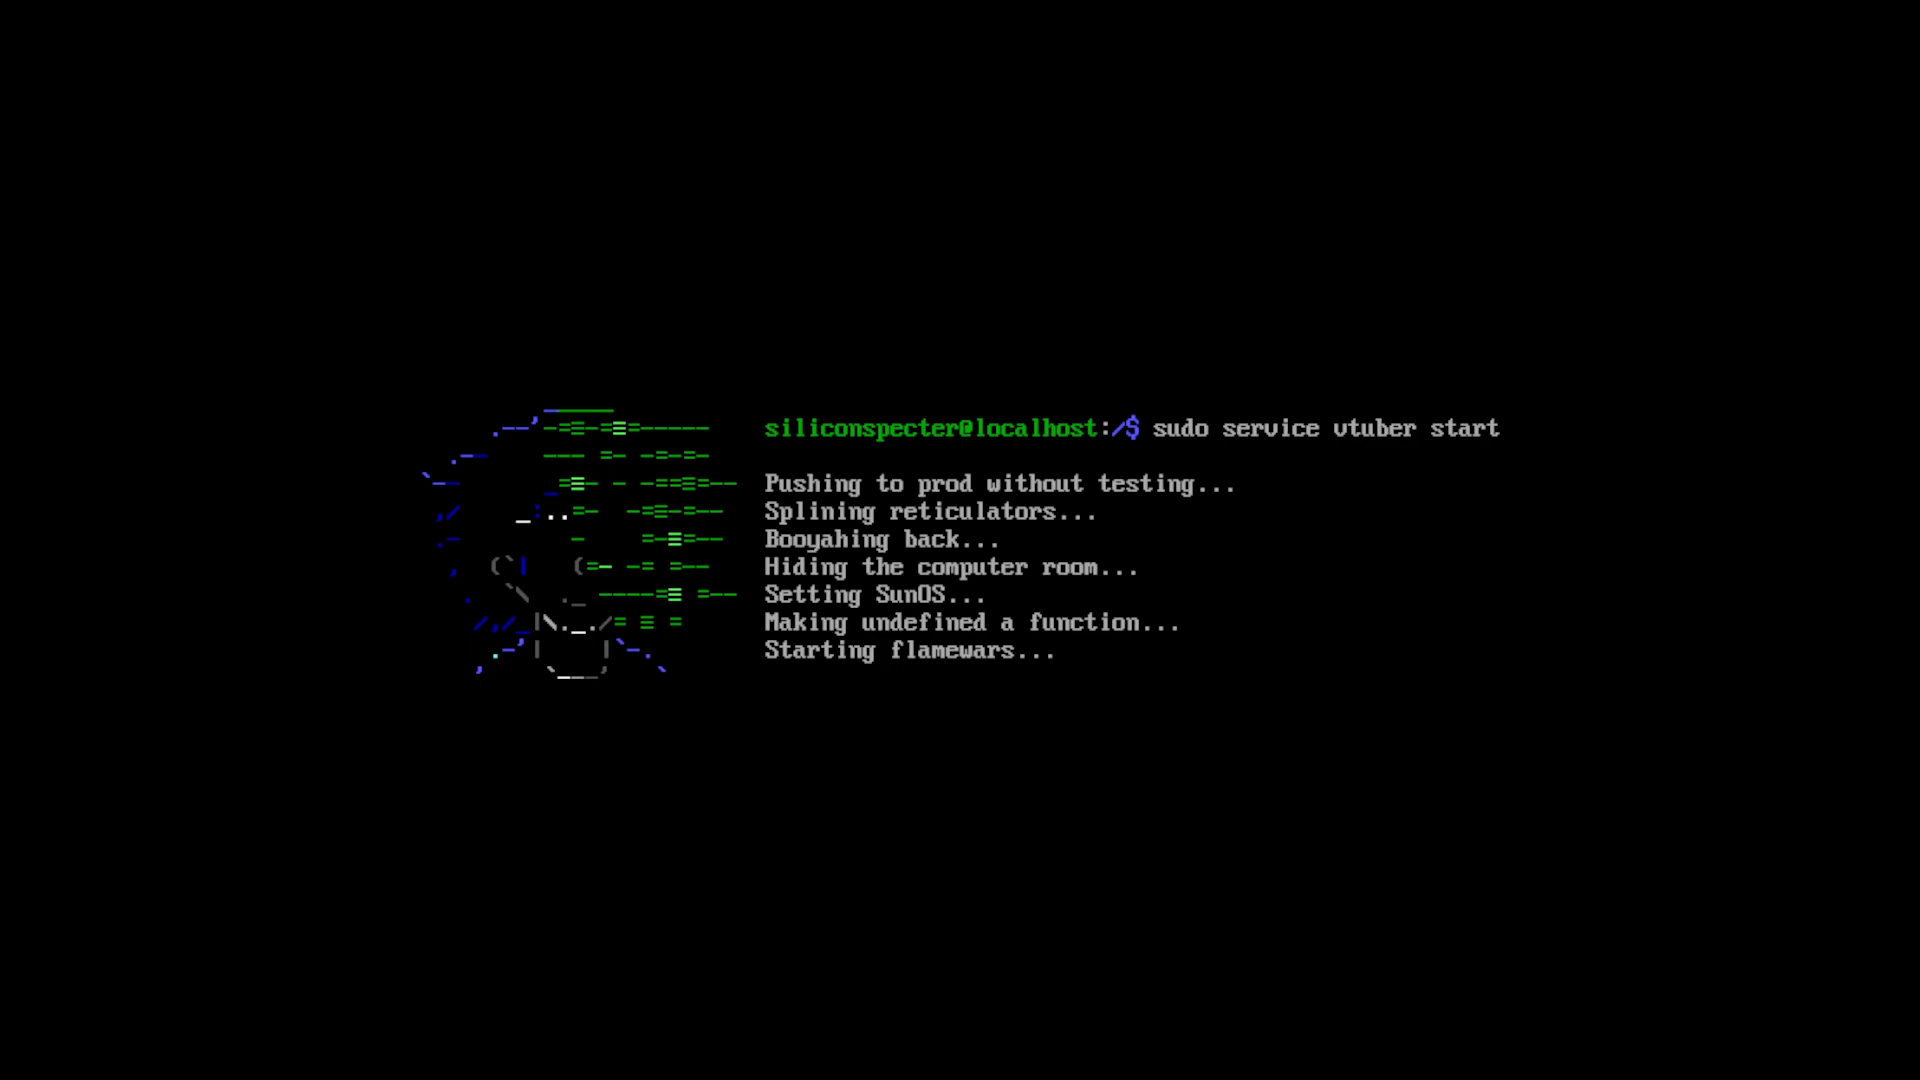 siliconspecter@localhost:/$ sudo service vtuber start
Pushing to prod without testing...
Splining reticulators...
Booyahing back...
Hiding the computer room...
Setting SunOS...
Making undefined a function...
Starting flamewars...